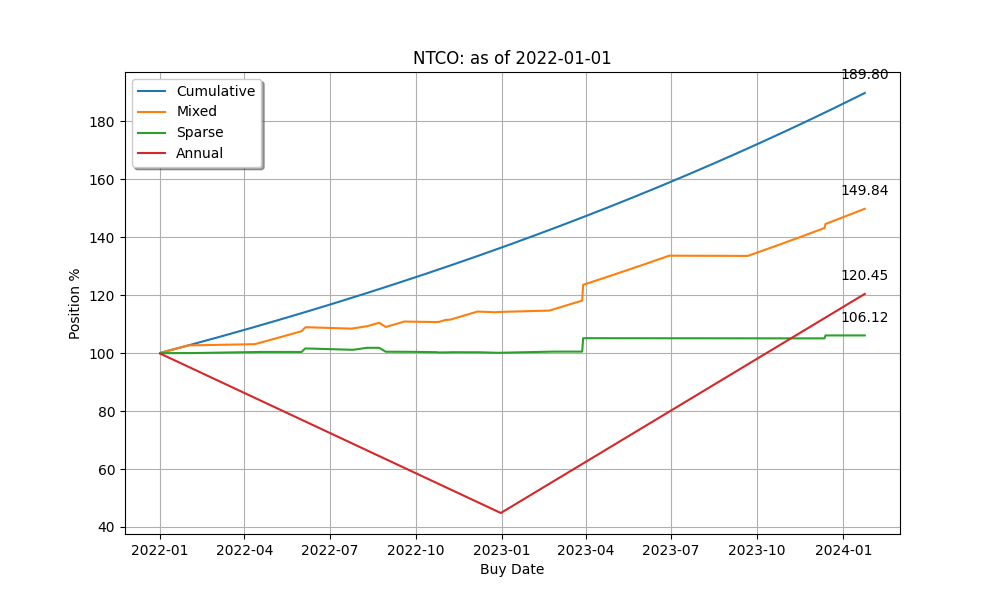 NTCO: as of 2022-01-01
189.80
Cumulative
Mixed
Sparse
Annual
149.84
120.45
106.12
180
160
140
120
100
80
60
40
Position %
2022-01 2022-04 2022-07 2022-10 2023-01 2023-04 2023-07 2023-10 2024-01
Buy Date